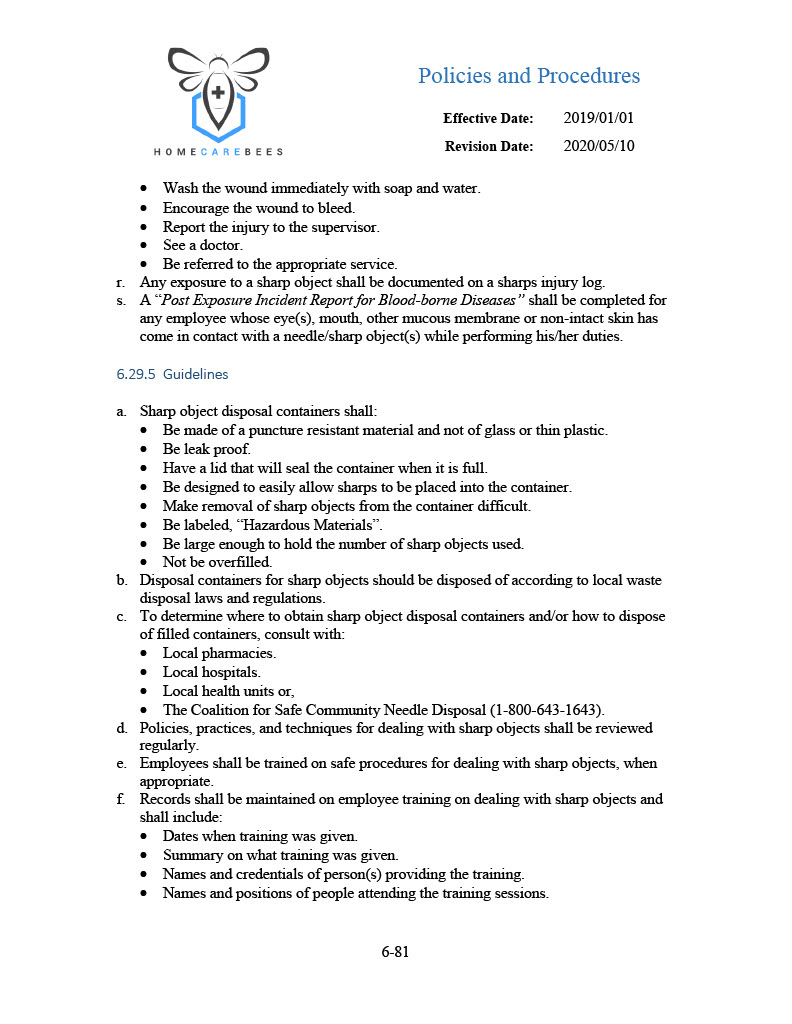 Policies and Procedures
Effective Date: 2019/01/01
Revision Date: 2020/05/10
HOMECAREBEES
• Wash the wound immediately with soap and water.
• Encourage the wound to bleed.
• Report the injury to the supervisor.
• See a doctor.
• Be referred to the appropriate service.
r. Any exposure to a sharp object shall be documented on a sharps injury log.
s. A “Post Exposure Incident Report for Blood-borne Diseases” shall be completed for
any employee whose eye(s), mouth, other mucous membrane or non-intact skin has
come in contact with a needle/sharp object(s) while performing his/her duties.
6.29.5 Guidelines
a. Sharp object disposal containers shall:
• Be made of a puncture resistant material and not of glass or thin plastic.
• Be leak proof.
• Have a lid that will seal the container when it is full.
• Be designed to easily allow sharps to be placed into the container.
• Make removal of sharp objects from the container difficult.
• Be labeled, “Hazardous Materials”.
• Be large enough to hold the number of sharp objects used.
• Not be overfilled.
b. Disposal containers for sharp objects should be disposed of according to local waste
disposal laws and regulations.
c. To determine where to obtain sharp object disposal containers and/or how to dispose
of filled containers, consult with:
• Local pharmacies.
• Local hospitals.
• Local health units or,
• The Coalition for Safe Community Needle Disposal (1-800-643-1643).
d. Policies, practices, and techniques for dealing with sharp objects shall be reviewed
regularly.
e. Employees shall be trained on safe procedures for dealing with sharp objects, when
appropriate.
f. Records shall be maintained on employee training on dealing with sharp objects and
shall include:
• Dates when training was given.
• Summary on what training was given.
• Names and credentials of person(s) providing the training.
• Names and positions of people attending the training sessions.
6-81